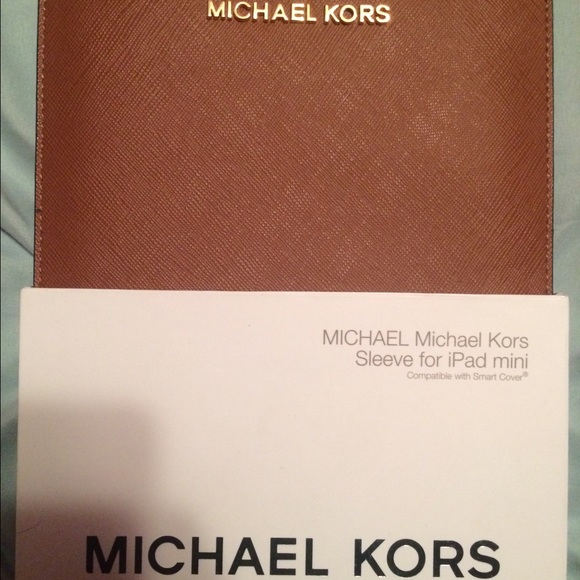 MICHAEL KORS
MICHAEL Michael Kors
Sleeve for iPad mini
Compatible with Smart Cover®
MICHAEL KORS